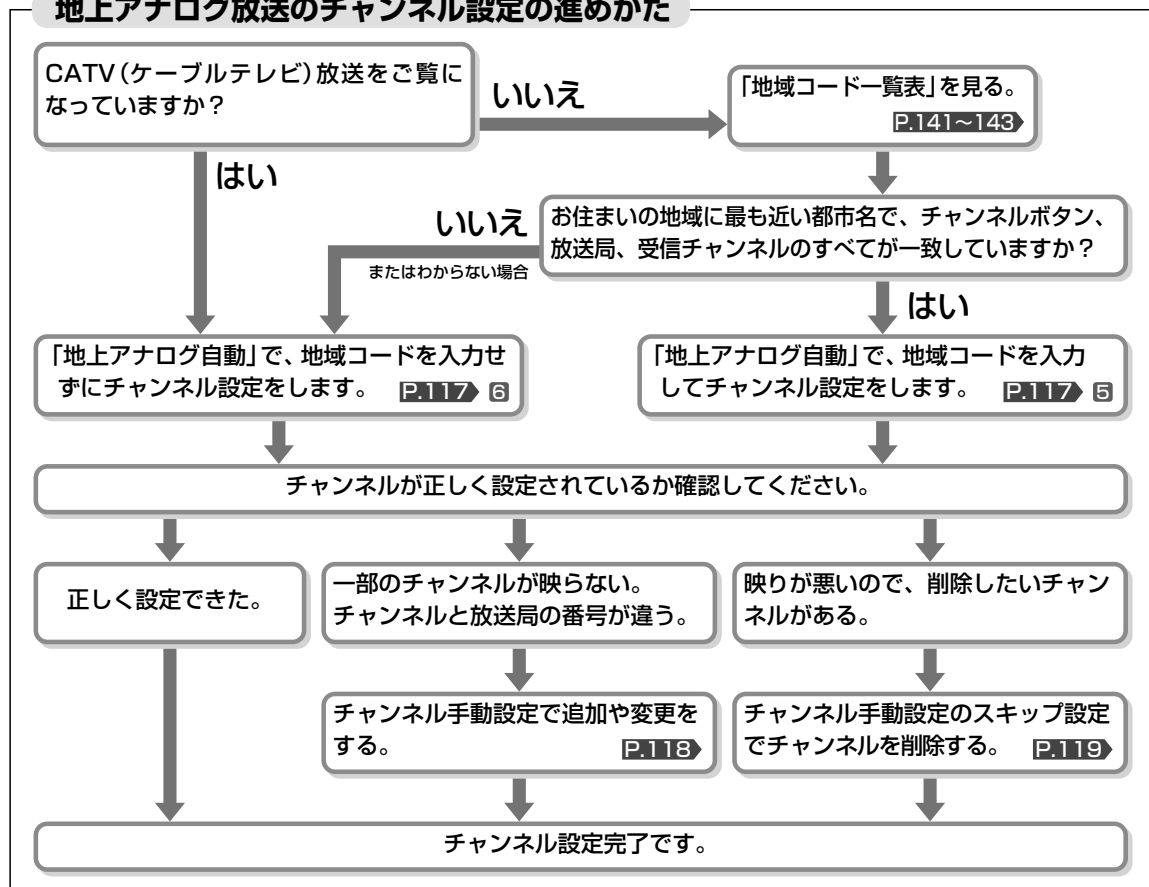 地上アナログ放送のチャンネル設定の進めかた
CATV(ケーブルテレビ)放送をご覧に
なっていますか?
いいえ
「地域コード一覧表」を見る。
P.141~143
はい
お住まいの地域に最も近い都市名で、チャンネルボタン、
放送局、受信チャンネルのすべてが一致していますか?
いいえ
またはわからない場合
はい
「地上アナログ自動」で、地域コードを入力せ
ずにチャンネル設定をします。 P.117 6
「地上アナログ自動」で、地域コードを入力
してチャンネル設定をします。 P.117 5
チャンネルが正しく設定されているか確認してください。
正しく設定できた。
一部のチャンネルが映らない。
チャンネルと放送局の番号が違う。
映りが悪いので、削除したいチャン
ネルがある。
チャンネル手動設定で追加や変更を
する。 P.118
チャンネル手動設定のスキップ設定
でチャンネルを削除する。 P.119
チャンネル設定完了です。